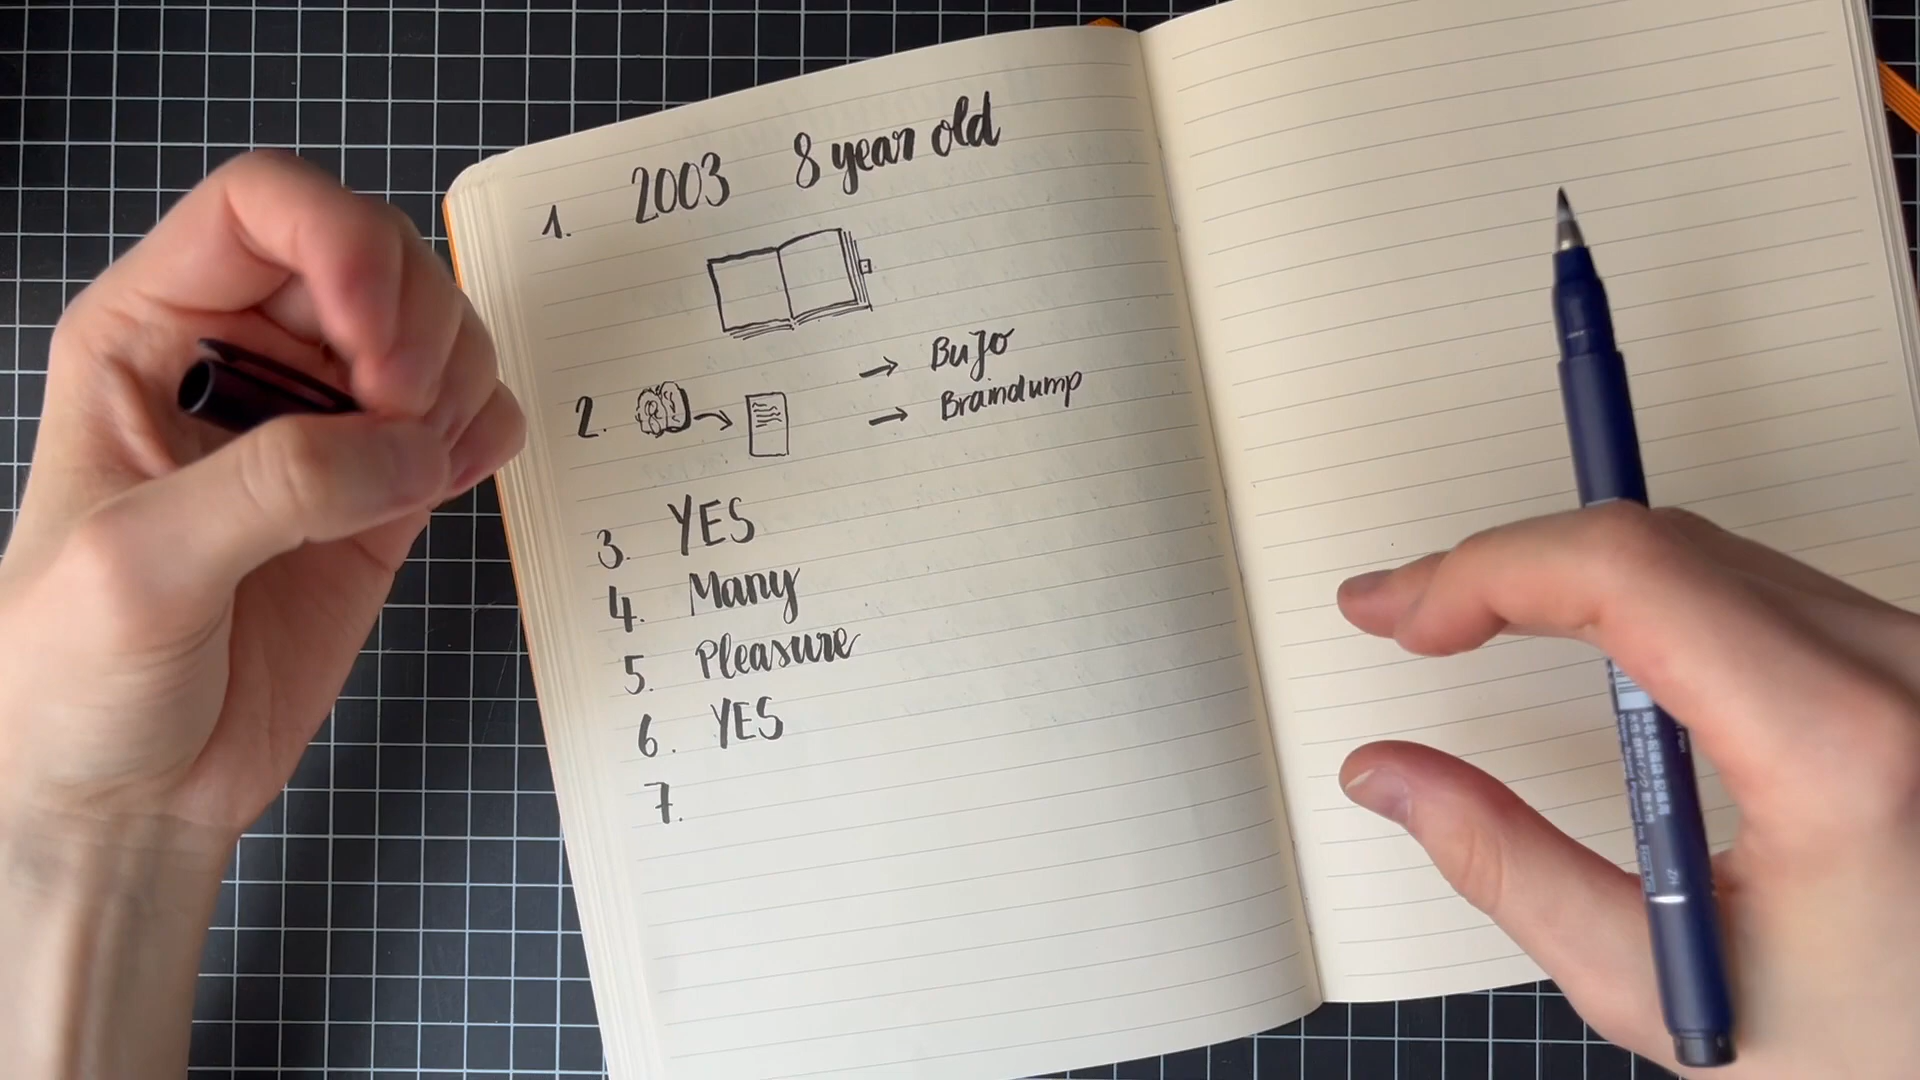 1. 2003 8 year old
2. → BuJo
→ Braindump
3. YES
4. Many
5. Pleasure
6. YES
7.